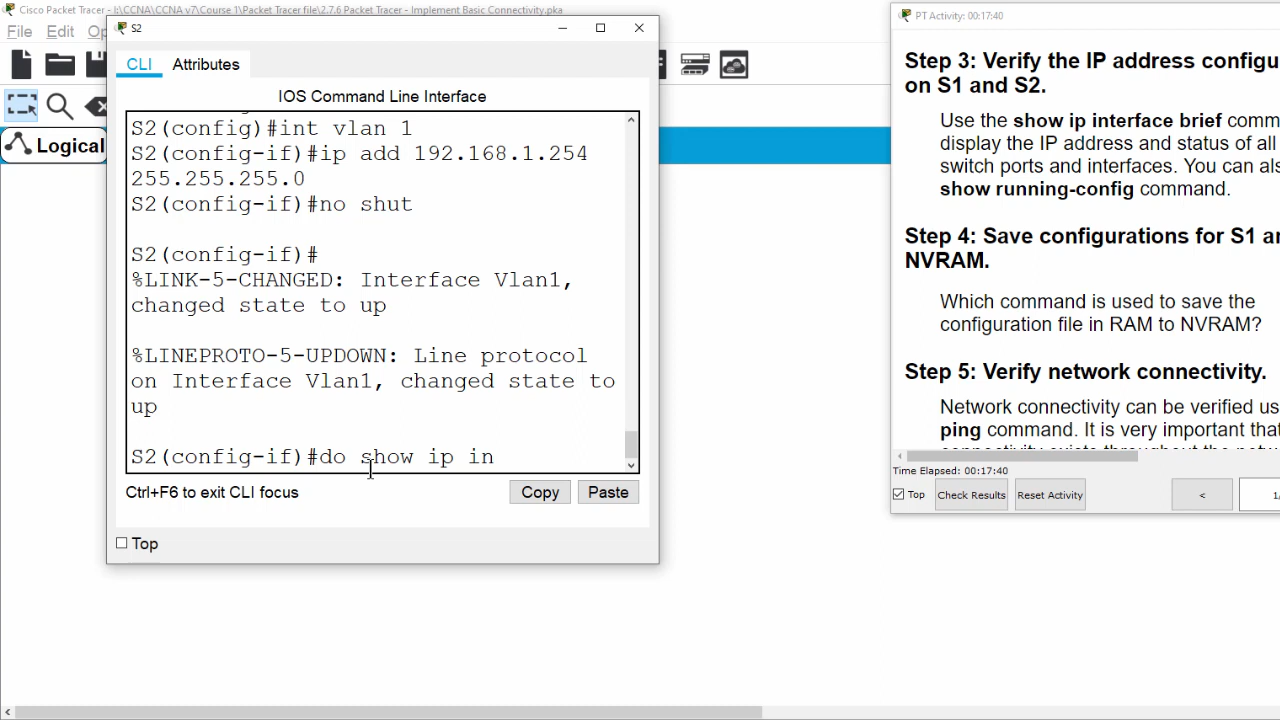 Cisco Packet Tracer - I:\CCNA\CCNA v7\Course 1\Packet Tracer file\2.7.6 Packet Tracer - Implement Basic Connectivity.pka
File Edit Op
Logical
S2
CLI Attributes
IOS Command Line Interface
S2(config)#int vlan 1
S2(config-if)#ip add 192.168.1.254
255.255.255.0
S2(config-if)#no shut
S2(config-if)#
%LINK-5-CHANGED: Interface Vlan1,
changed state to up
%LINEPROTO-5-UPDOWN: Line protocol
on Interface Vlan1, changed state to
up
S2(config-if)#do show ip in
Ctrl+F6 to exit CLI focus
Copy Paste
Top
PT Activity: 00:17:40
Step 3: Verify the IP address configu
on S1 and S2.
Use the show ip interface brief comm
display the IP address and status of all
switch ports and interfaces. You can als
show running-config command.
Step 4: Save configurations for S1 an
NVRAM.
Which command is used to save the
configuration file in RAM to NVRAM?
Step 5: Verify network connectivity.
Network connectivity can be verified us
ping command. It is very important that
Time Elapsed: 00:17:40
Top Check Results Reset Activity < 1/